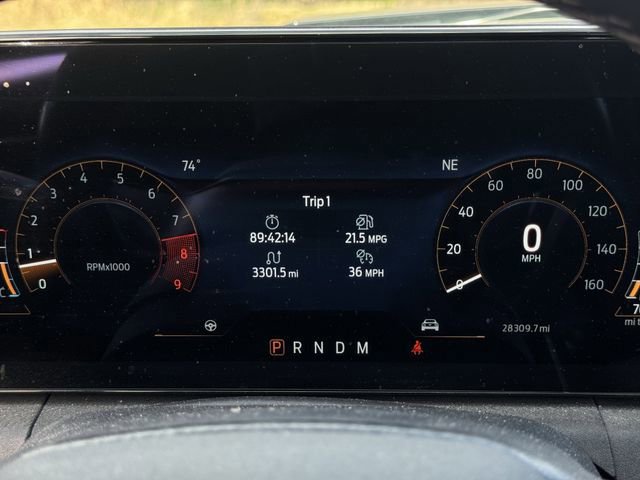 74° NE
Trip 1
89:42:14 21.5 MPG
3301.5 mi 36 MPH
0 1 2 3 4 5 6 7 8 9
RPMx1000
0 20 40 60 80 100 120 140 160
0
MPH
28309.7 mi
P R N D M
C
mi t